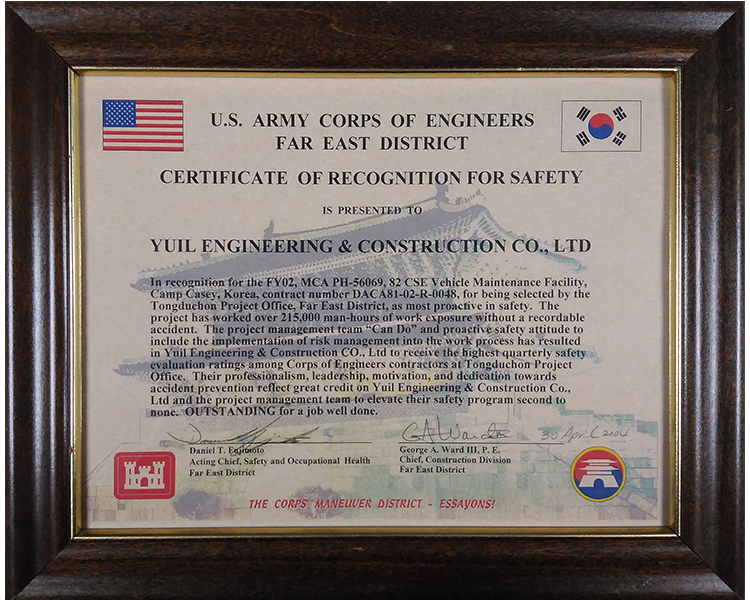 U.S. ARMY CORPS OF ENGINEERS
FAR EAST DISTRICT
CERTIFICATE OF RECOGNITION FOR SAFETY
IS PRESENTED TO
YUIL ENGINEERING & CONSTRUCTION CO., LTD
In recognition for the FY02, MCA PH-56069, 82 CSE Vehicle Maintenance Facility,
Camp Casey, Korea, contract number DACA81-02-R-0048, for being selected by the
Tongduchon Project Office, Far East District, as most proactive in safety. The
project has worked over 215,000 man-hours of work exposure without a recordable
accident. The project management team “Can Do” and proactive safety attitude to
include the implementation of risk management into the work process has resulted
in Yuil Engineering & Construction CO., Ltd to receive the highest quarterly safety
evaluation ratings among Corps of Engineers contractors at Tongduchon Project
Office. Their professionalism, leadership, motivation, and dedication towards
accident prevention reflect great credit on Yuil Engineering & Construction Co.,
Ltd and the project management team to elevate their safety program second to
none. OUTSTANDING for a job well done.
GA Ward III 30 April 2004
Daniel T. Fujimoto
Acting Chief, Safety and Occupational Health
Far East District
George A. Ward III, P. E.
Chief, Construction Division
Far East District
THE CORPS MANEUVER DISTRICT - ESSAYONS!